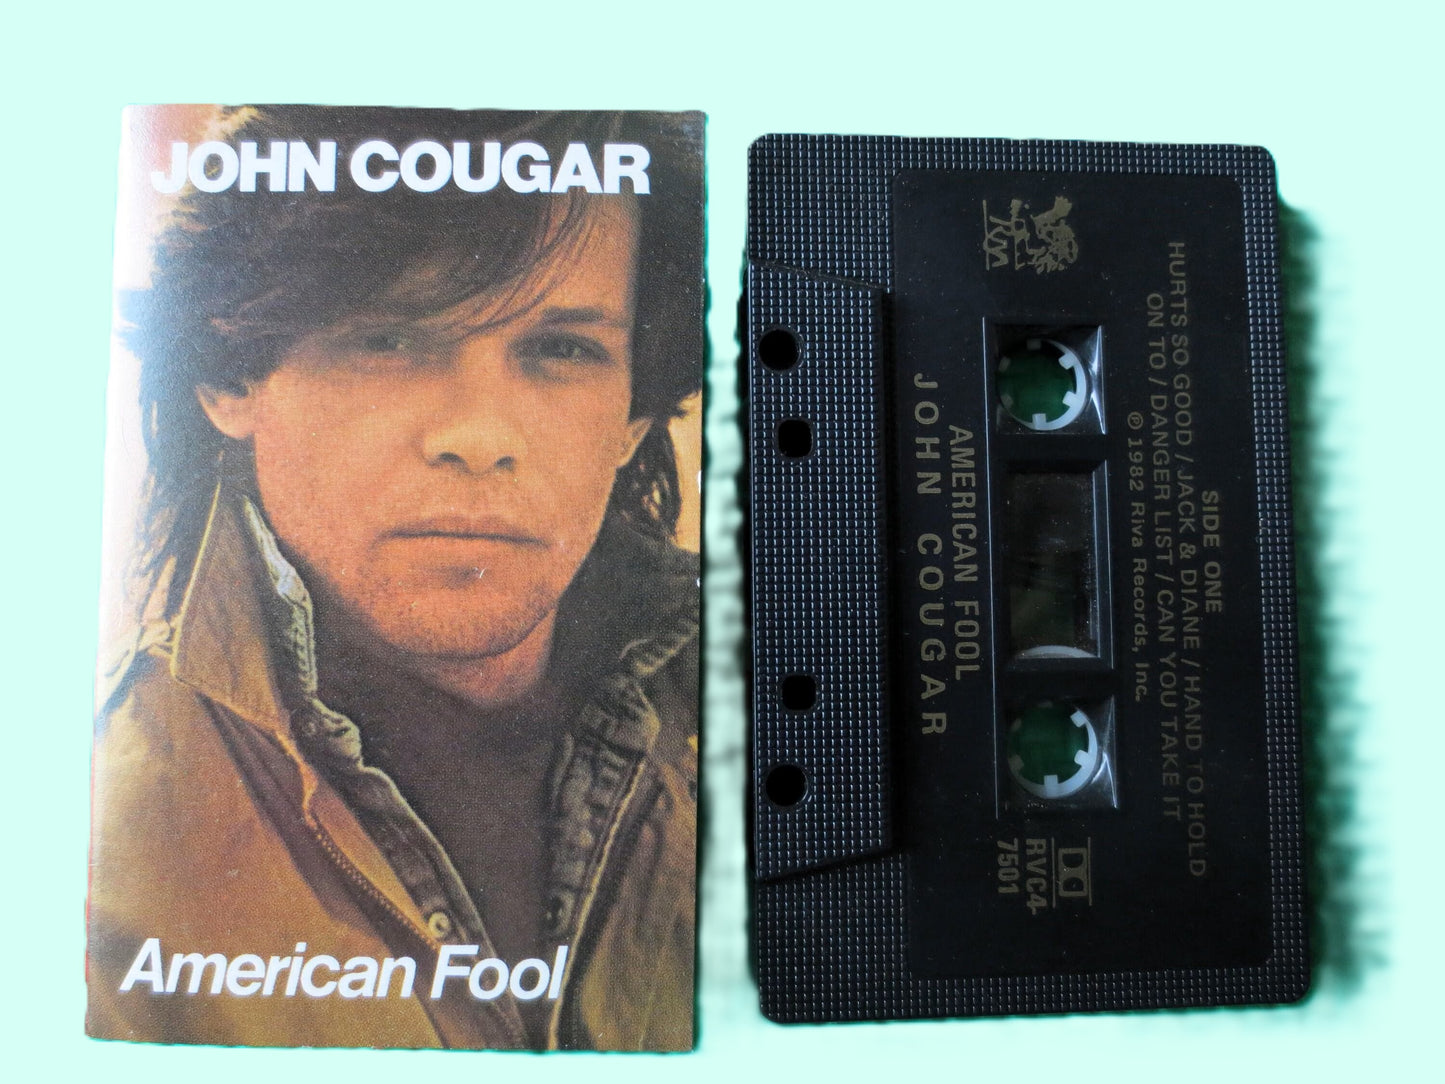 JOHN COUGAR
American Fool
SIDE ONE
HURTS SO GOOD / JACK & DIANE / HAND TO HOLD
ON TO / DANGER LIST / CAN YOU TAKE IT
℗ 1982 Riva Records, Inc.
AMERICAN FOOL
JOHN COUGAR
RVC4
7501